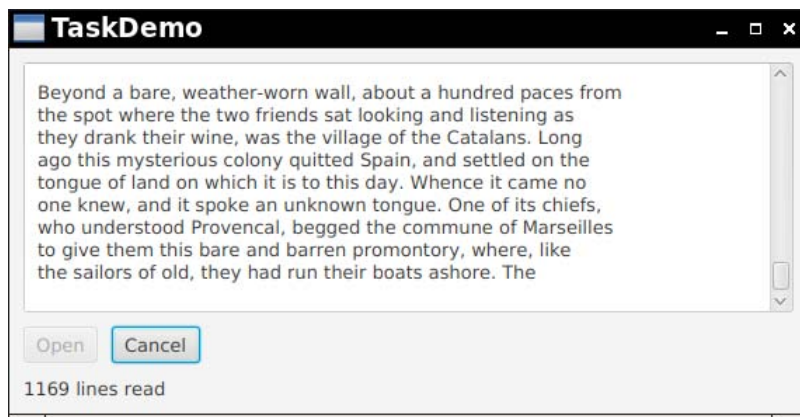 TaskDemo
Beyond a bare, weather-worn wall, about a hundred paces from
the spot where the two friends sat looking and listening as
they drank their wine, was the village of the Catalans. Long
ago this mysterious colony quitted Spain, and settled on the
tongue of land on which it is to this day. Whence it came no
one knew, and it spoke an unknown tongue. One of its chiefs,
who understood Provencal, begged the commune of Marseilles
to give them this bare and barren promontory, where, like
the sailors of old, they had run their boats ashore. The
Open Cancel
1169 lines read